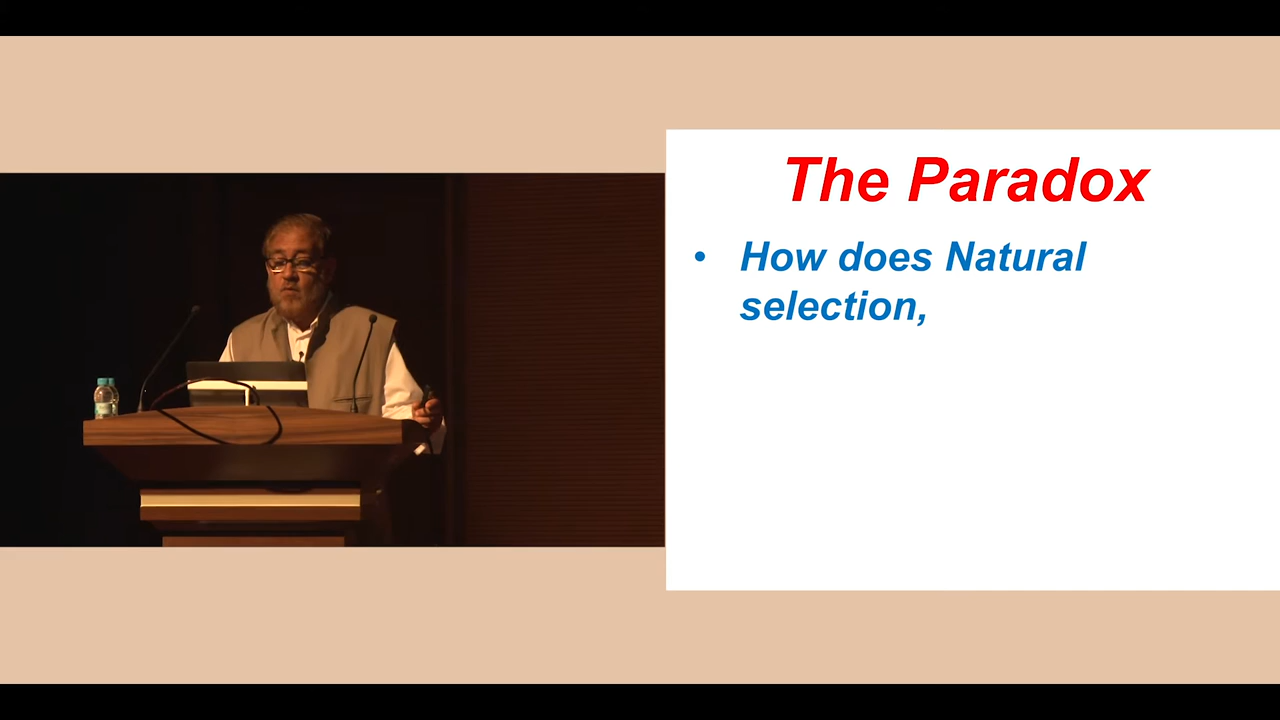 The Paradox
• How does Natural
selection,